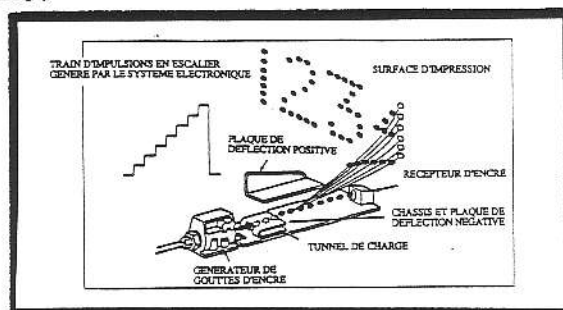 TRAIN D'IMPULSIONS EN ESCALIER
GENERE PAR LE SYSTEME ELECTRONIQUE
123
SURFACE D'IMPRESSION
PLAQUE DE
DEFLECTION POSITIVE
RECEPTEUR D'ENCRE
CHASSIS ET PLAQUE DE
DEFLECTION NEGATIVE
TUNNEL DE CHARGE
GENERATEUR DE
GOUTTES D'ENCRE